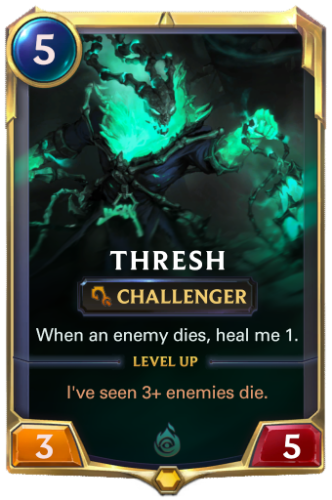 5
THRESH
CHALLENGER
When an enemy dies, heal me 1.
LEVEL UP
I've seen 3+ enemies die.
3
5